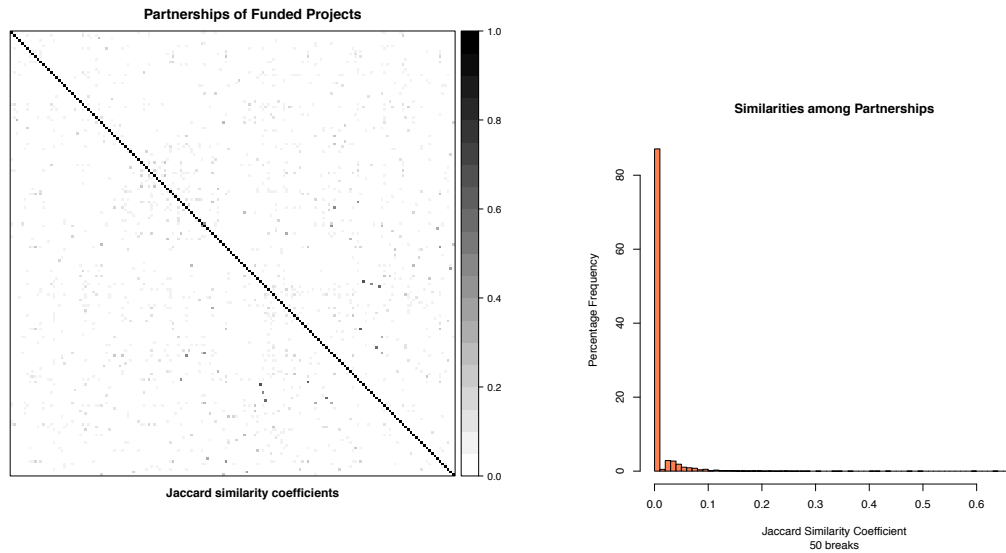 Partnerships of Funded Projects
1.0
0.8
0.6
0.4
0.2
0.0
Jaccard similarity coefficients
Similarities among Partnerships
Percentage Frequency
80
60
40
20
0
0.0 0.1 0.2 0.3 0.4 0.5 0.6
Jaccard Similarity Coefficient
50 breaks